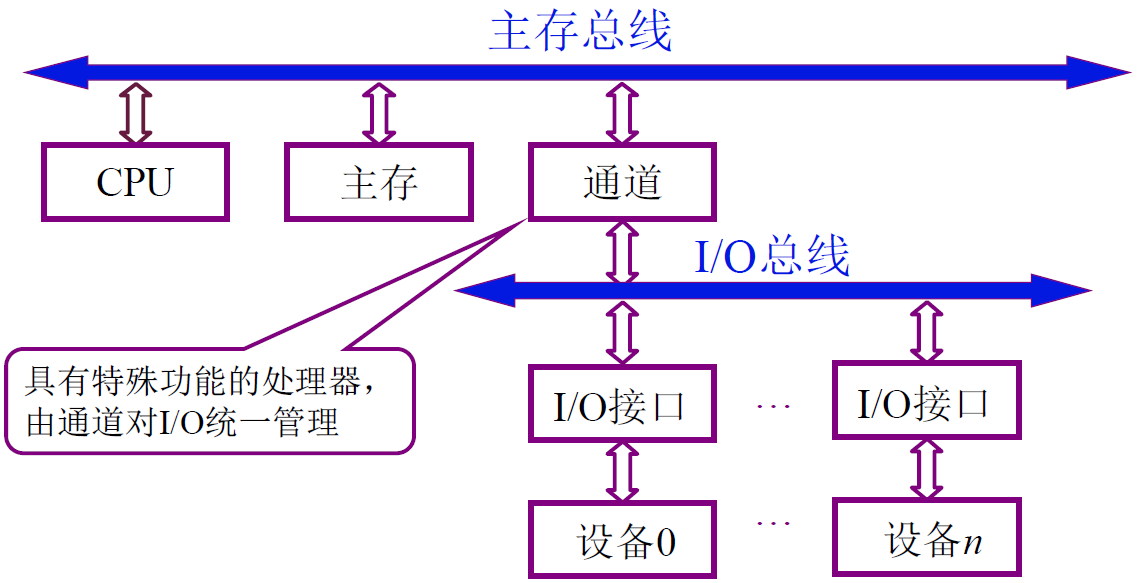 主存总线
CPU
主存
通道
I/O总线
具有特殊功能的处理器，
由通道对I/O统一管理
I/O接口
…
I/O接口
设备0
…
设备n